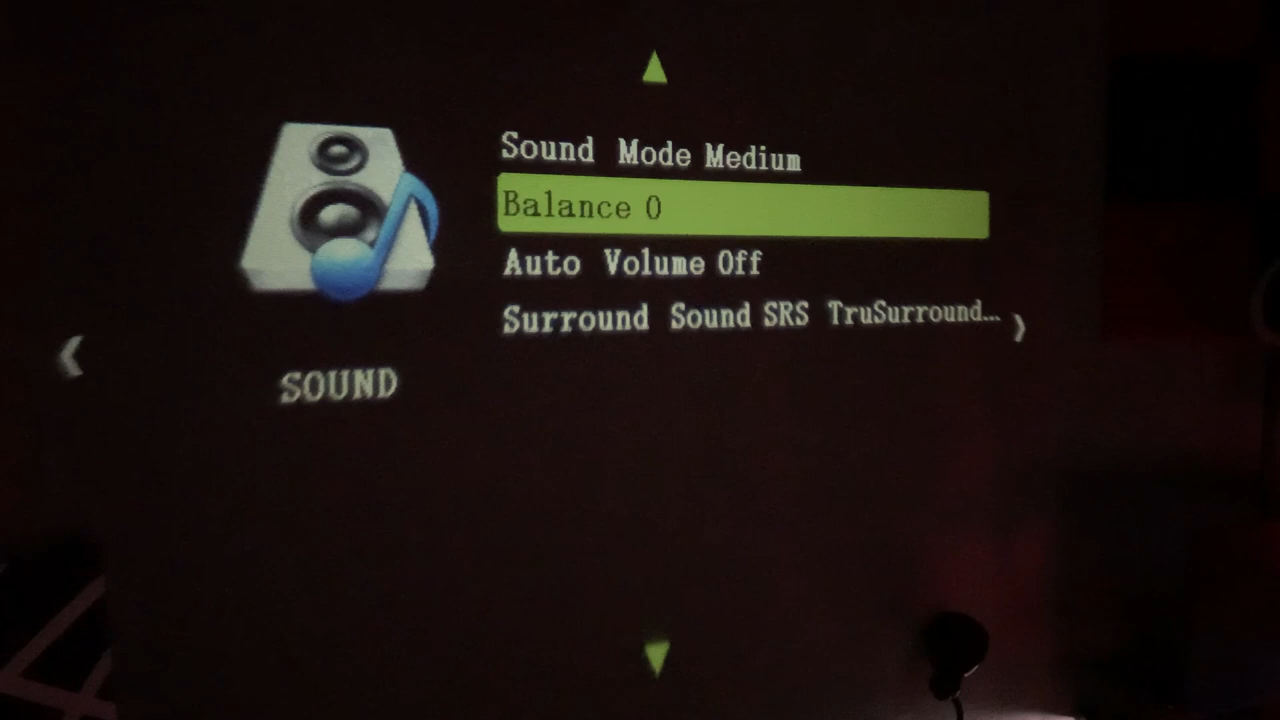 Sound Mode Medium
Balance 0
Auto Volume Off
Surround Sound SRS TruSurround...
SOUND